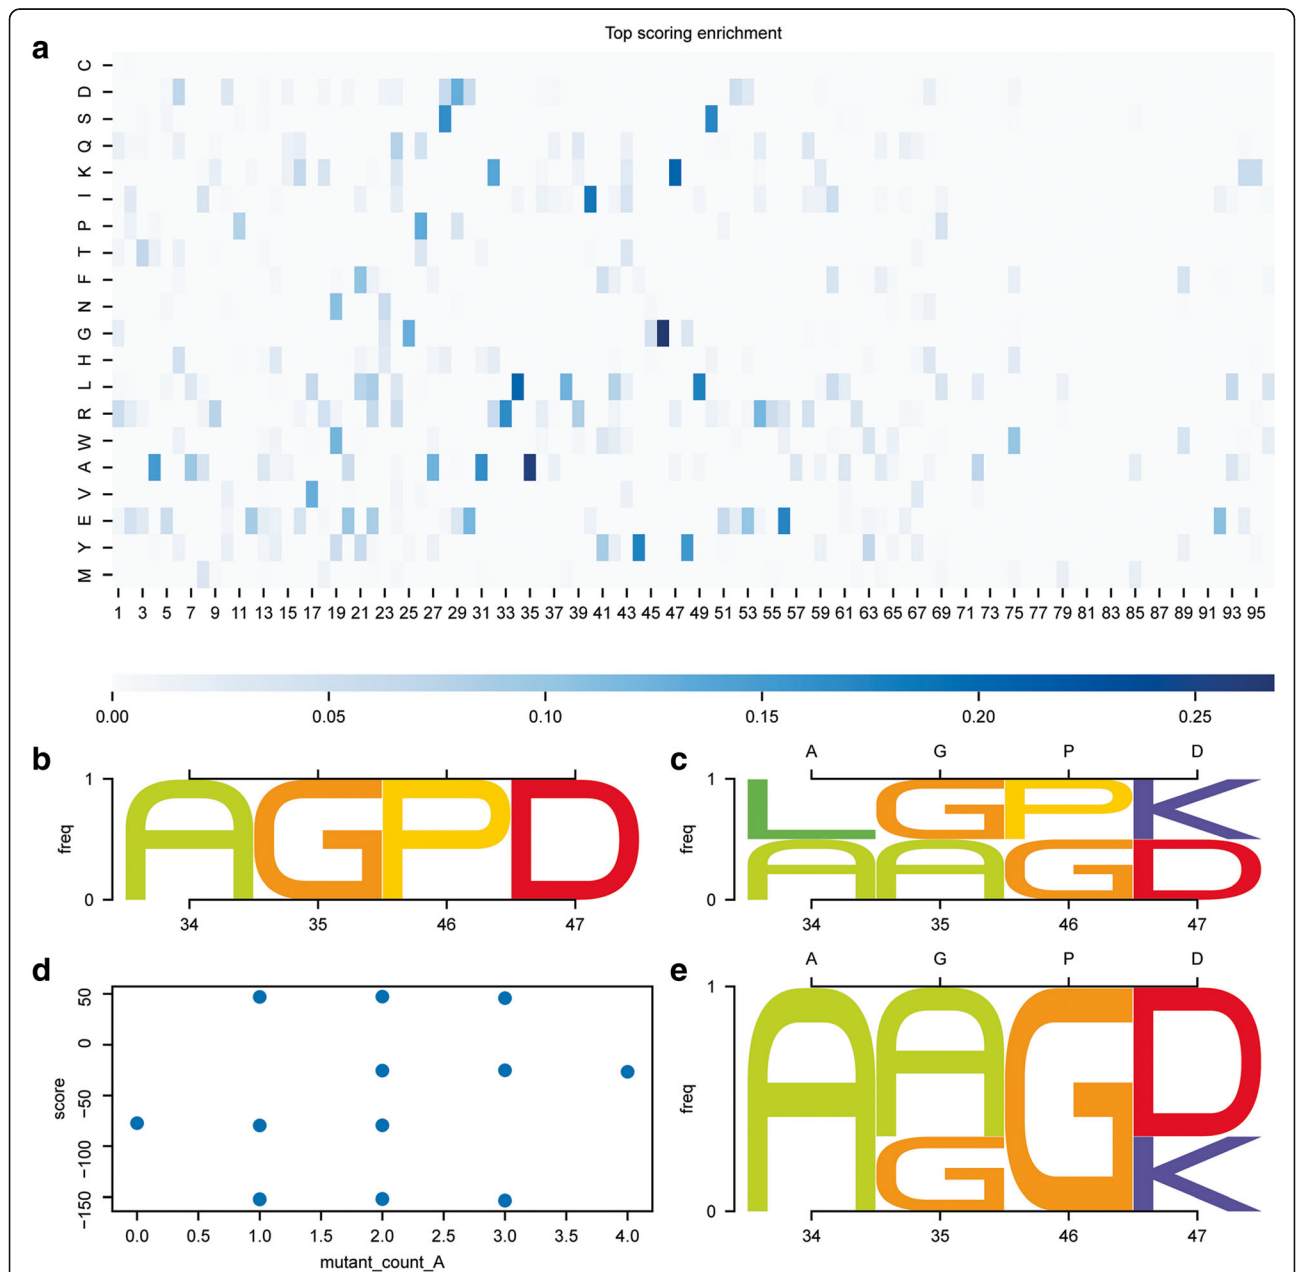 a
Top scoring enrichment
C
D
S
Q
K
I
P
T
F
N
G
H
L
R
W
A
V
E
Y
M
1 3 5 7 9 11 13 15 17 19 21 23 25 27 29 31 33 35 37 39 41 43 45 47 49 51 53 55 57 59 61 63 65 67 69 71 73 75 77 79 81 83 85 87 89 91 93 95
0.00 0.05 0.10 0.15 0.20 0.25
b
1
freq
0
A G P D
34 35 46 47
c
A G P D
1
freq
0
L G P K
A A G D
34 35 46 47
d
50
0
−50
−100
−150
score
0.0 0.5 1.0 1.5 2.0 2.5 3.0 3.5 4.0
mutant_count_A
e
A G P D
1
freq
0
A A G D
G K
34 35 46 47